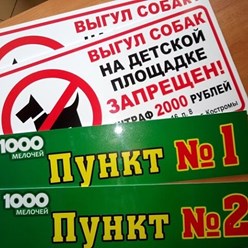 ВЫГУЛ СОБАК
ВЫГУЛ СОБАК
НА ДЕТСКОЙ
ПЛОЩАДКЕ
ЗАПРЕЩЕН!
ШТРАФ 2000 РУБЛЕЙ
Костромы
1000
МЕЛОЧЕЙ
Пункт №1
1000
МЕЛОЧЕЙ
Пункт №2